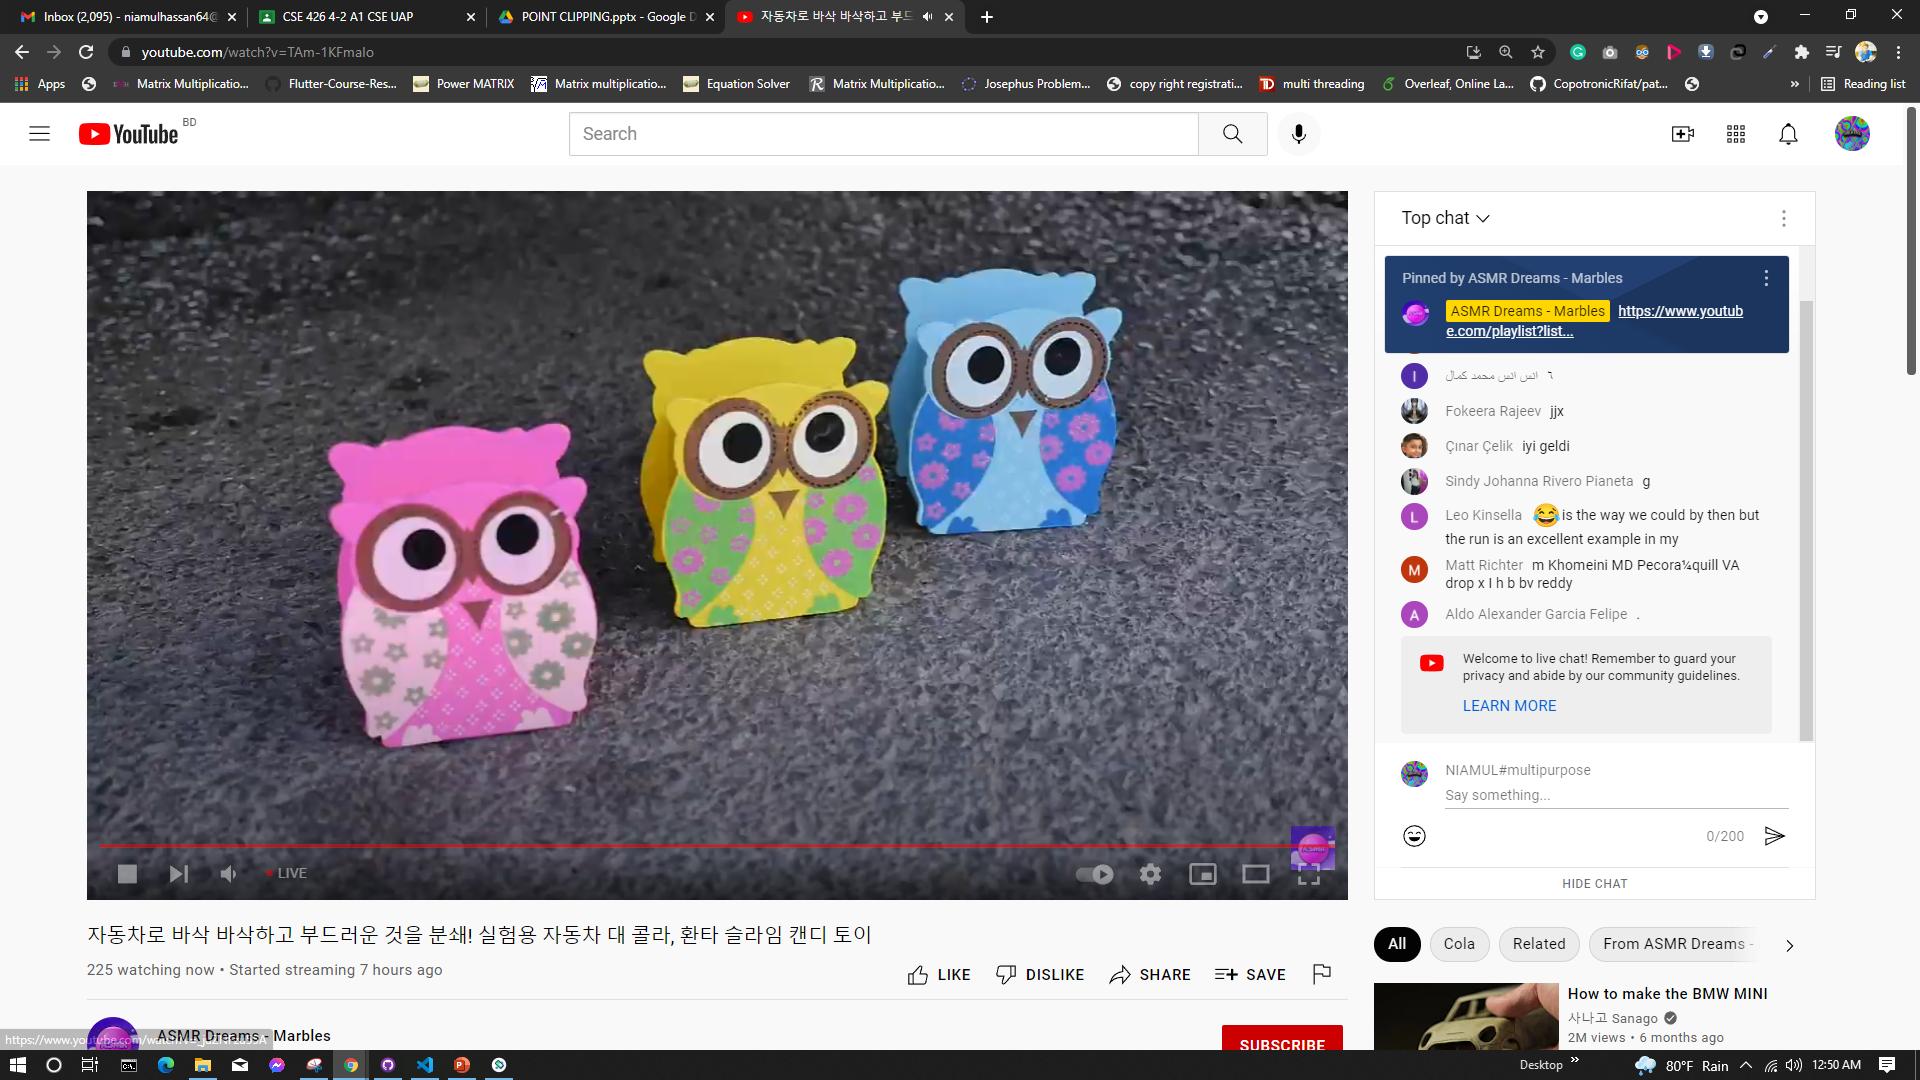 Inbox (2,095) - niamulhassan64@
CSE 426 4-2 A1 CSE UAP
POINT CLIPPING.pptx - Google D
자동차로 바삭 바삭하고 부드
youtube.com/watch?v=TAm-1KFmaIo
Apps
Matrix Multiplicatio...
Flutter-Course-Res...
Power MATRIX
Matrix multiplicatio...
Equation Solver
Matrix Multiplicatio...
Josephus Problem...
copy right registrati...
multi threading
Overleaf, Online La...
CopotronicRifat/pat...
»
Reading list
YouTube BD
Search
Top chat
Pinned by ASMR Dreams - Marbles
ASMR Dreams - Marbles https://www.youtub
e.com/playlist?list...
انس انس محمد كمال ٦
Fokeera Rajeev jjx
Çınar Çelik iyi geldi
Sindy Johanna Rivero Pianeta g
Leo Kinsella 😂 is the way we could by then but
the run is an excellent example in my
Matt Richter m Khomeini MD Pecora¼quill VA
drop x I h b bv reddy
Aldo Alexander Garcia Felipe .
Welcome to live chat! Remember to guard your
privacy and abide by our community guidelines.
LEARN MORE
NIAMUL#multipurpose
Say something...
0/200
HIDE CHAT
LIVE
자동차로 바삭 바삭하고 부드러운 것을 분쇄! 실험용 자동차 대 콜라, 환타 슬라임 캔디 토이
225 watching now • Started streaming 7 hours ago
LIKE
DISLIKE
SHARE
SAVE
ASMR Dreams - Marbles
SUBSCRIBE
All
Cola
Related
From ASMR Dreams -
How to make the BMW MINI
사나고 Sanago
2M views • 6 months ago
Desktop »
80°F Rain
12:50 AM